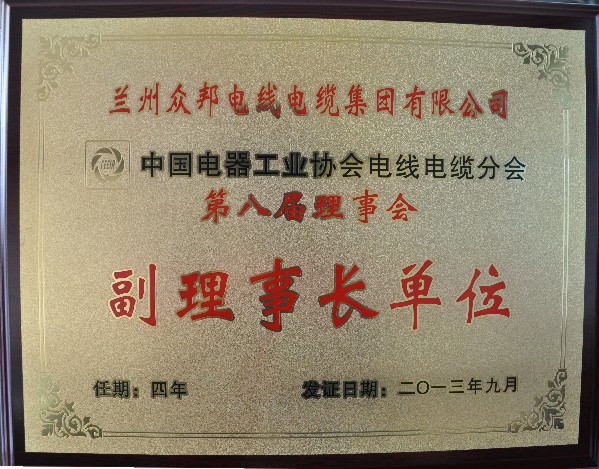 兰州众邦电线电缆集团有限公司
CEEIA 中国电器工业协会电线电缆分会
第八届理事会
副理事长单位
任期：四年 发证日期：二〇一三年九月